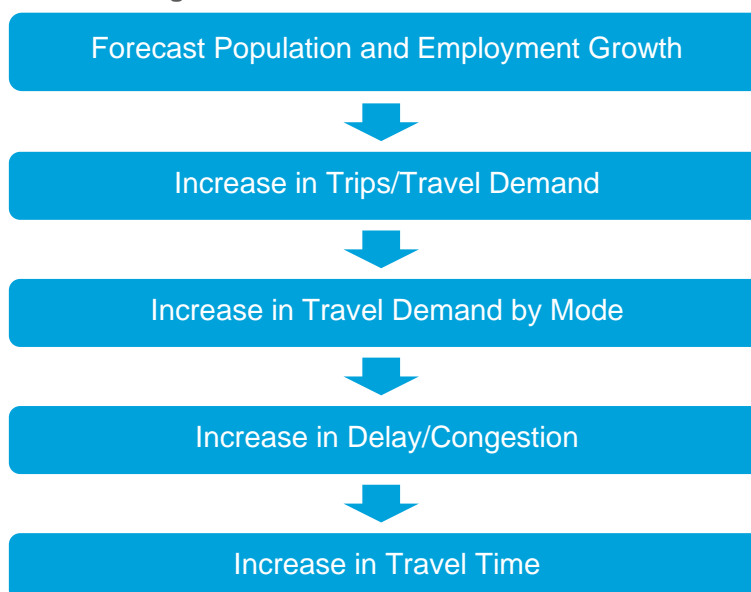 Forecast Population and Employment Growth
Increase in Trips/Travel Demand
Increase in Travel Demand by Mode
Increase in Delay/Congestion
Increase in Travel Time